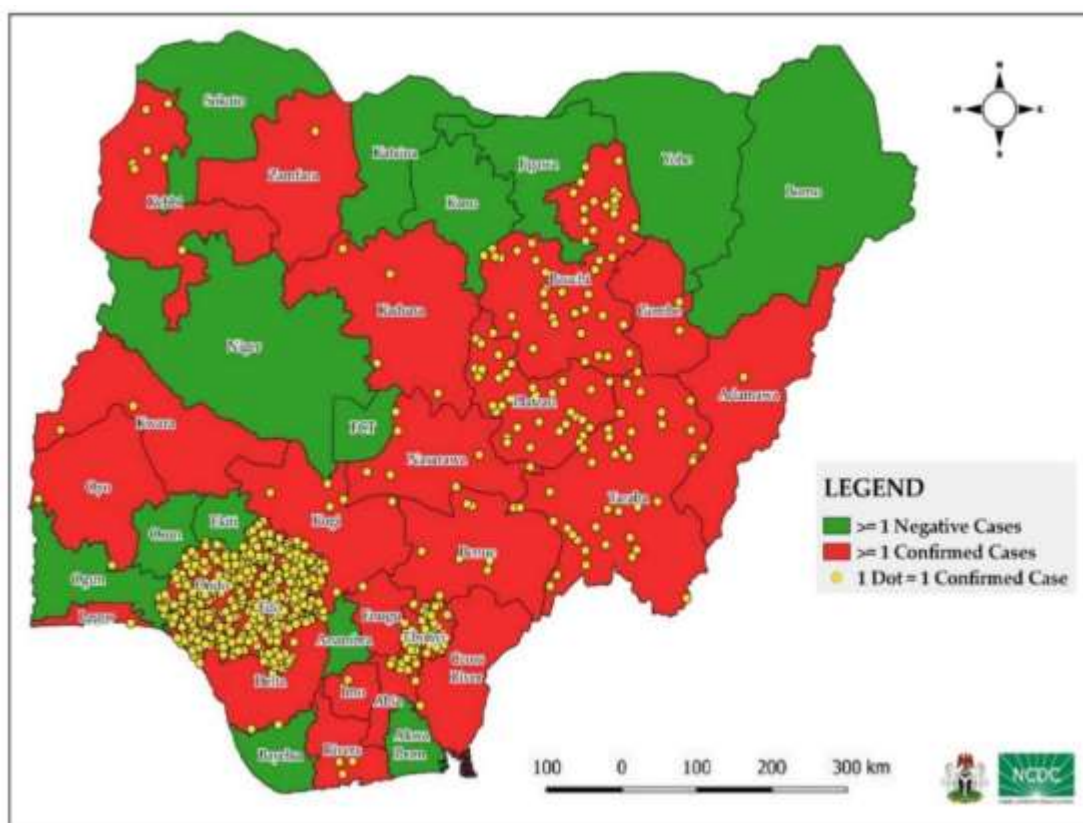 N
W E
S
Sokoto
Katsina
Jigawa
Yobe
Borno
Zamfara
Kano
Kebbi
Bauchi
Gombe
Kaduna
Niger
Adamawa
Plateau
Kwara
FCT
Nasarawa
Oyo
Taraba
Kogi
Osun
Ekiti
Benue
Ogun
Ondo
Edo
Lagos
Enugu
Ebonyi
Anambra
Cross
River
Delta
Imo
Abia
Rivers
Akwa
Ibom
Bayelsa
LEGEND
>= 1 Negative Cases
>= 1 Confirmed Cases
1 Dot = 1 Confirmed Case
100 0 100 200 300 km
NCDC